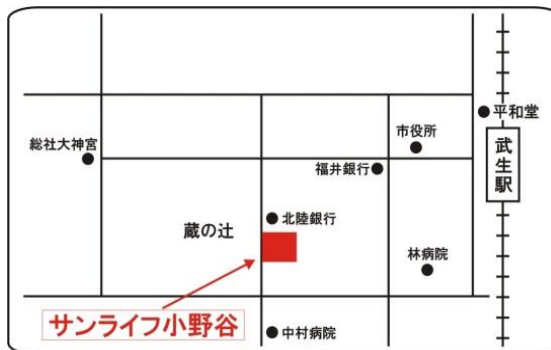 平和堂
市役所
武生駅
総社大神宮
福井銀行
北陸銀行
蔵の辻
林病院
サンライフ小野谷
中村病院